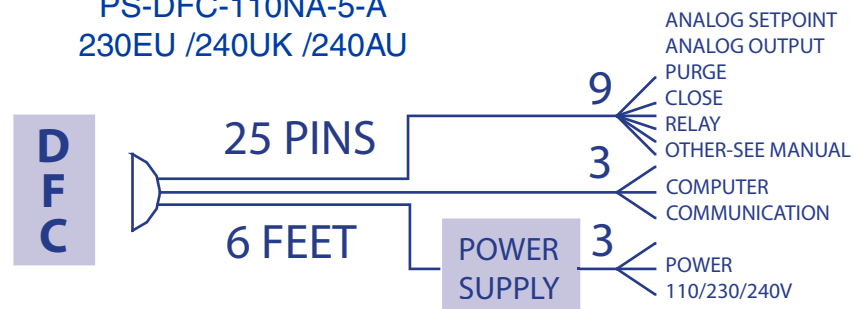 PS-DFC-110NA-5-A
230EU /240UK /240AU
D
F
C
25 PINS
6 FEET
9
ANALOG SETPOINT
ANALOG OUTPUT
PURGE
CLOSE
RELAY
OTHER-SEE MANUAL
3
COMPUTER
COMMUNICATION
POWER
SUPPLY
3
POWER
110/230/240V